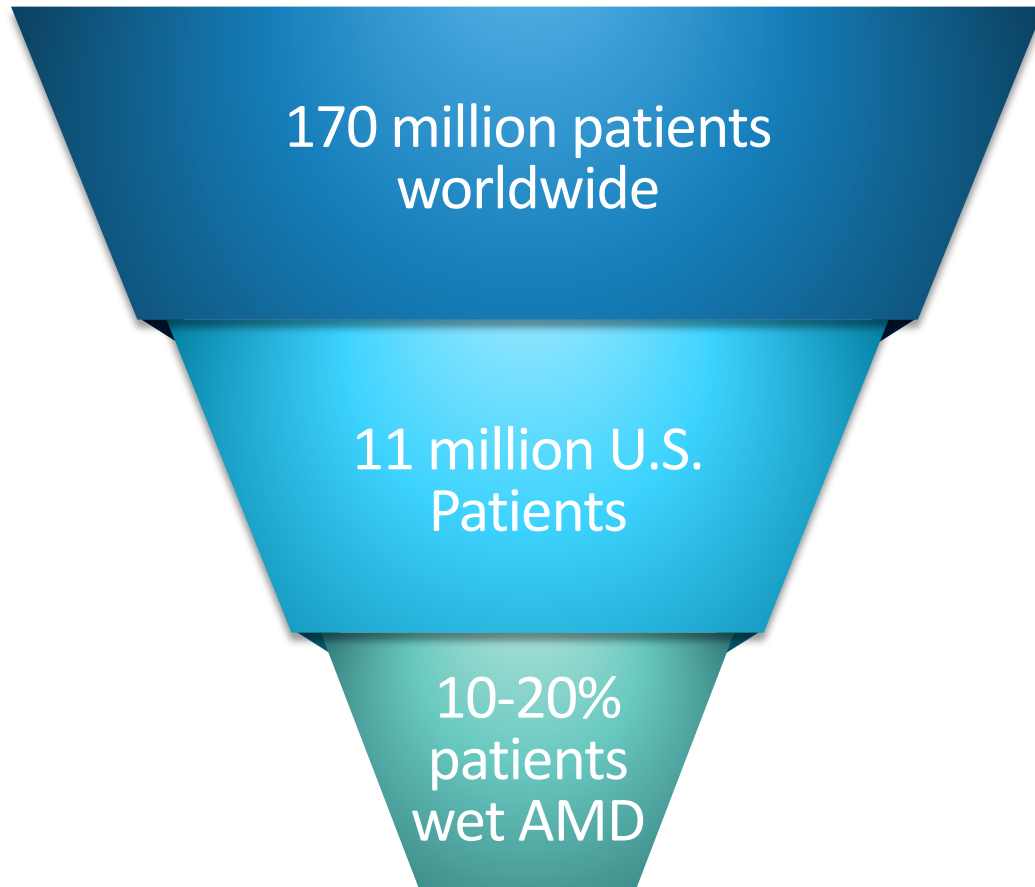 170 million patients
worldwide
11 million U.S.
Patients
10-20%
patients
wet AMD